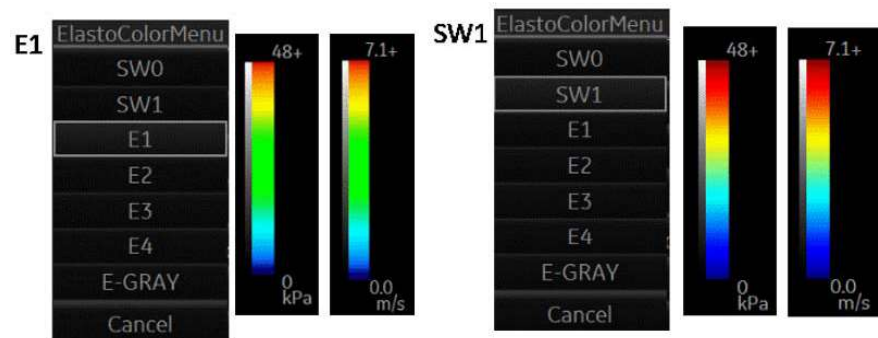 E1
ElastoColorMenu
SW0
SW1
E1
E2
E3
E4
E-GRAY
Cancel
48+
0
kPa
7.1+
0.0
m/s
SW1
ElastoColorMenu
SW0
SW1
E1
E2
E3
E4
E-GRAY
Cancel
48+
0
kPa
7.1+
0.0
m/s